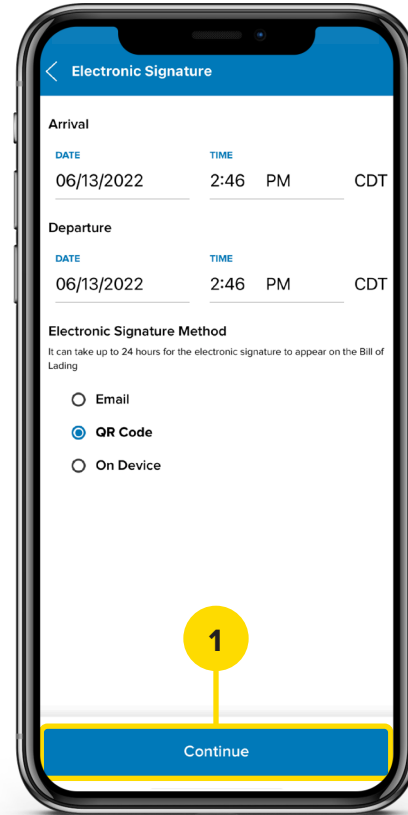 Electronic Signature
Arrival
DATE TIME
06/13/2022 2:46 PM CDT
Departure
DATE TIME
06/13/2022 2:46 PM CDT
Electronic Signature Method
It can take up to 24 hours for the electronic signature to appear on the Bill of
Lading
Email
QR Code
On Device
1
Continue